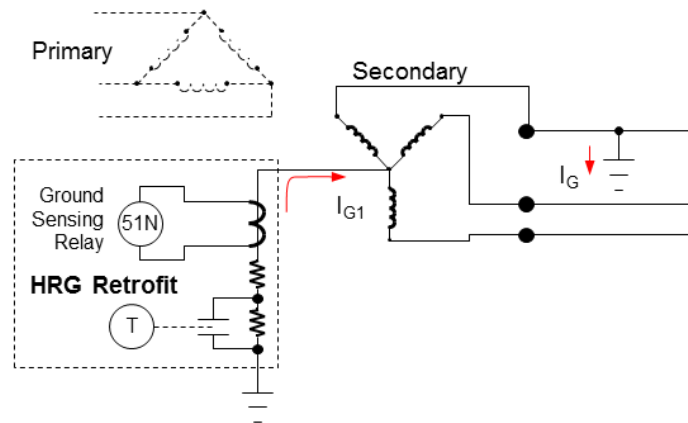 Primary
Secondary
Ground
Sensing
Relay
51N
IG1
IG
HRG Retrofit
T